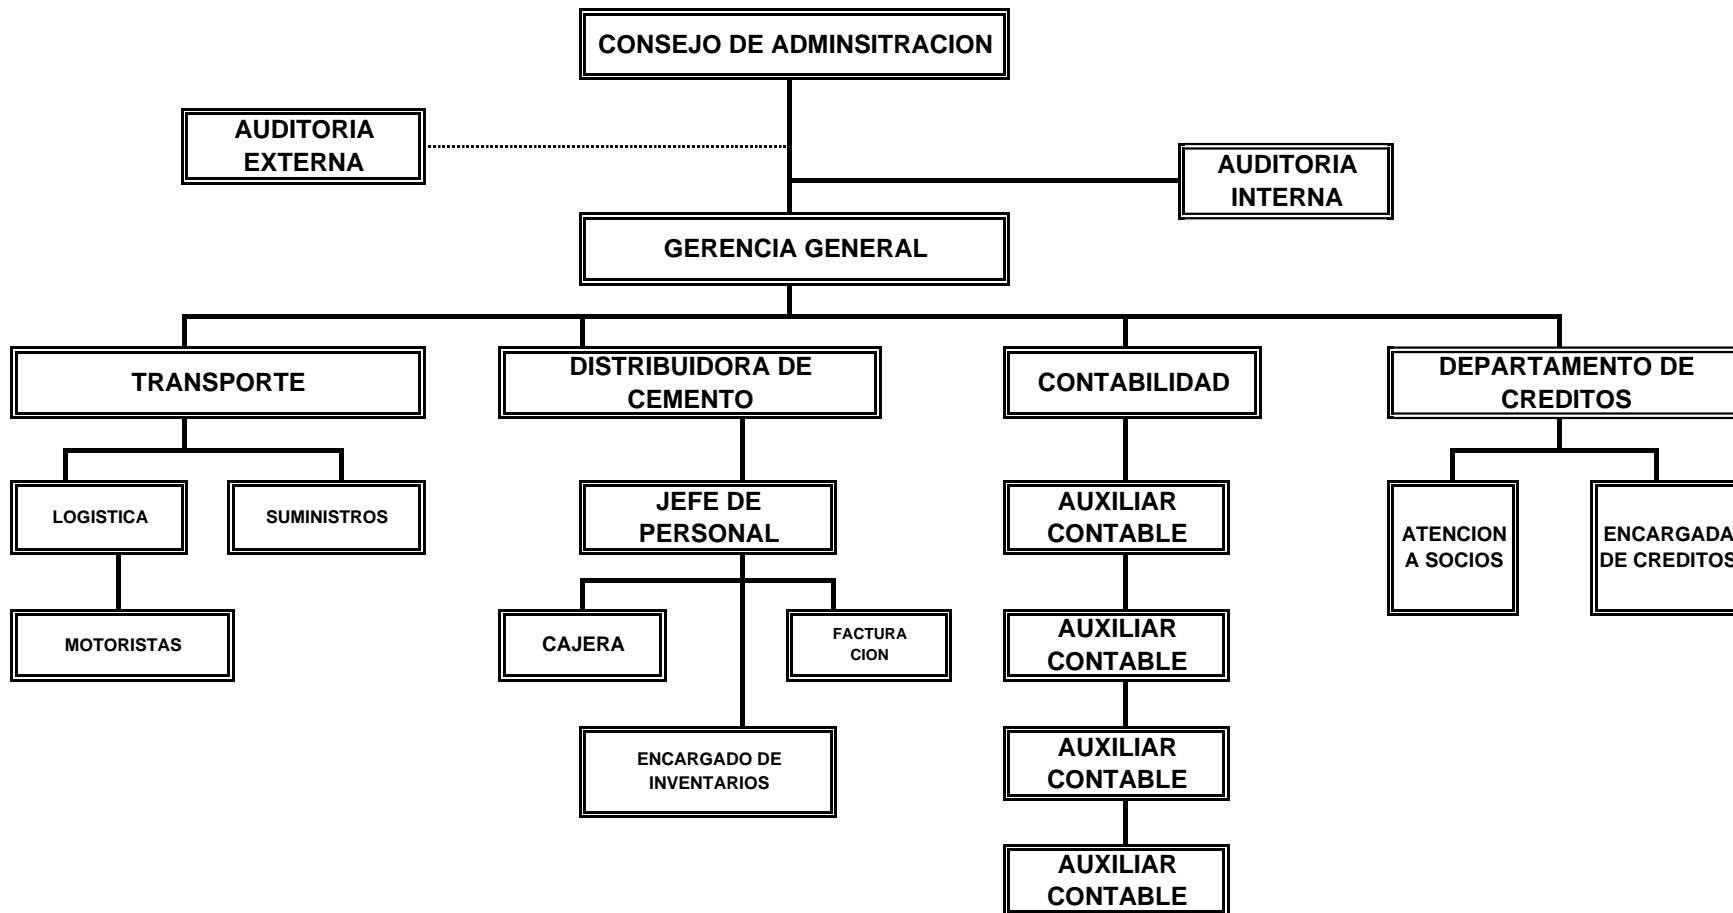 CONSEJO DE ADMINSITRACION
AUDITORIA
EXTERNA
AUDITORIA
INTERNA
GERENCIA GENERAL
TRANSPORTE
DISTRIBUIDORA DE
CEMENTO
CONTABILIDAD
DEPARTAMENTO DE
CREDITOS
LOGISTICA
SUMINISTROS
JEFE DE
PERSONAL
AUXILIAR
CONTABLE
ATENCION
A SOCIOS
ENCARGADA
DE CREDITOS
MOTORISTAS
CAJERA
FACTURA
CION
AUXILIAR
CONTABLE
ENCARGADO DE
INVENTARIOS
AUXILIAR
CONTABLE
AUXILIAR
CONTABLE